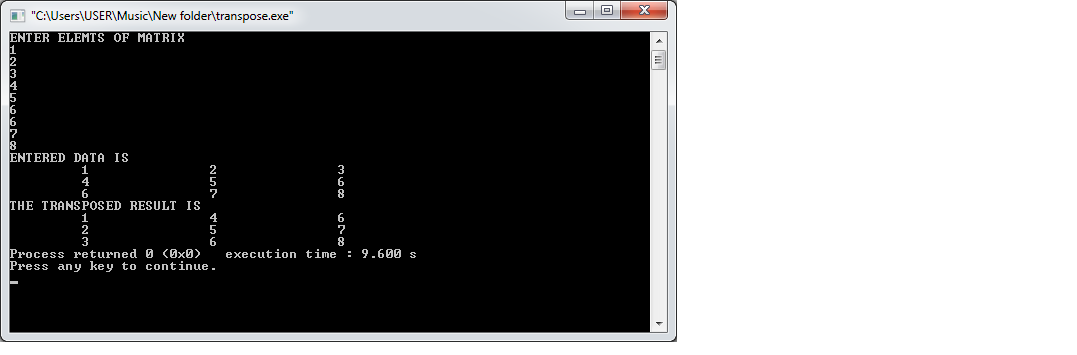 "C:\Users\USER\Music\New folder\transpose.exe"
ENTER ELEMTS OF MATRIX
1
2
3
4
5
6
6
7
8
ENTERED DATA IS
1 2 3
4 5 6
6 7 8
THE TRANSPOSED RESULT IS
1 4 6
2 5 7
3 6 8
Process returned 0 (0x0) execution time : 9.600 s
Press any key to continue.